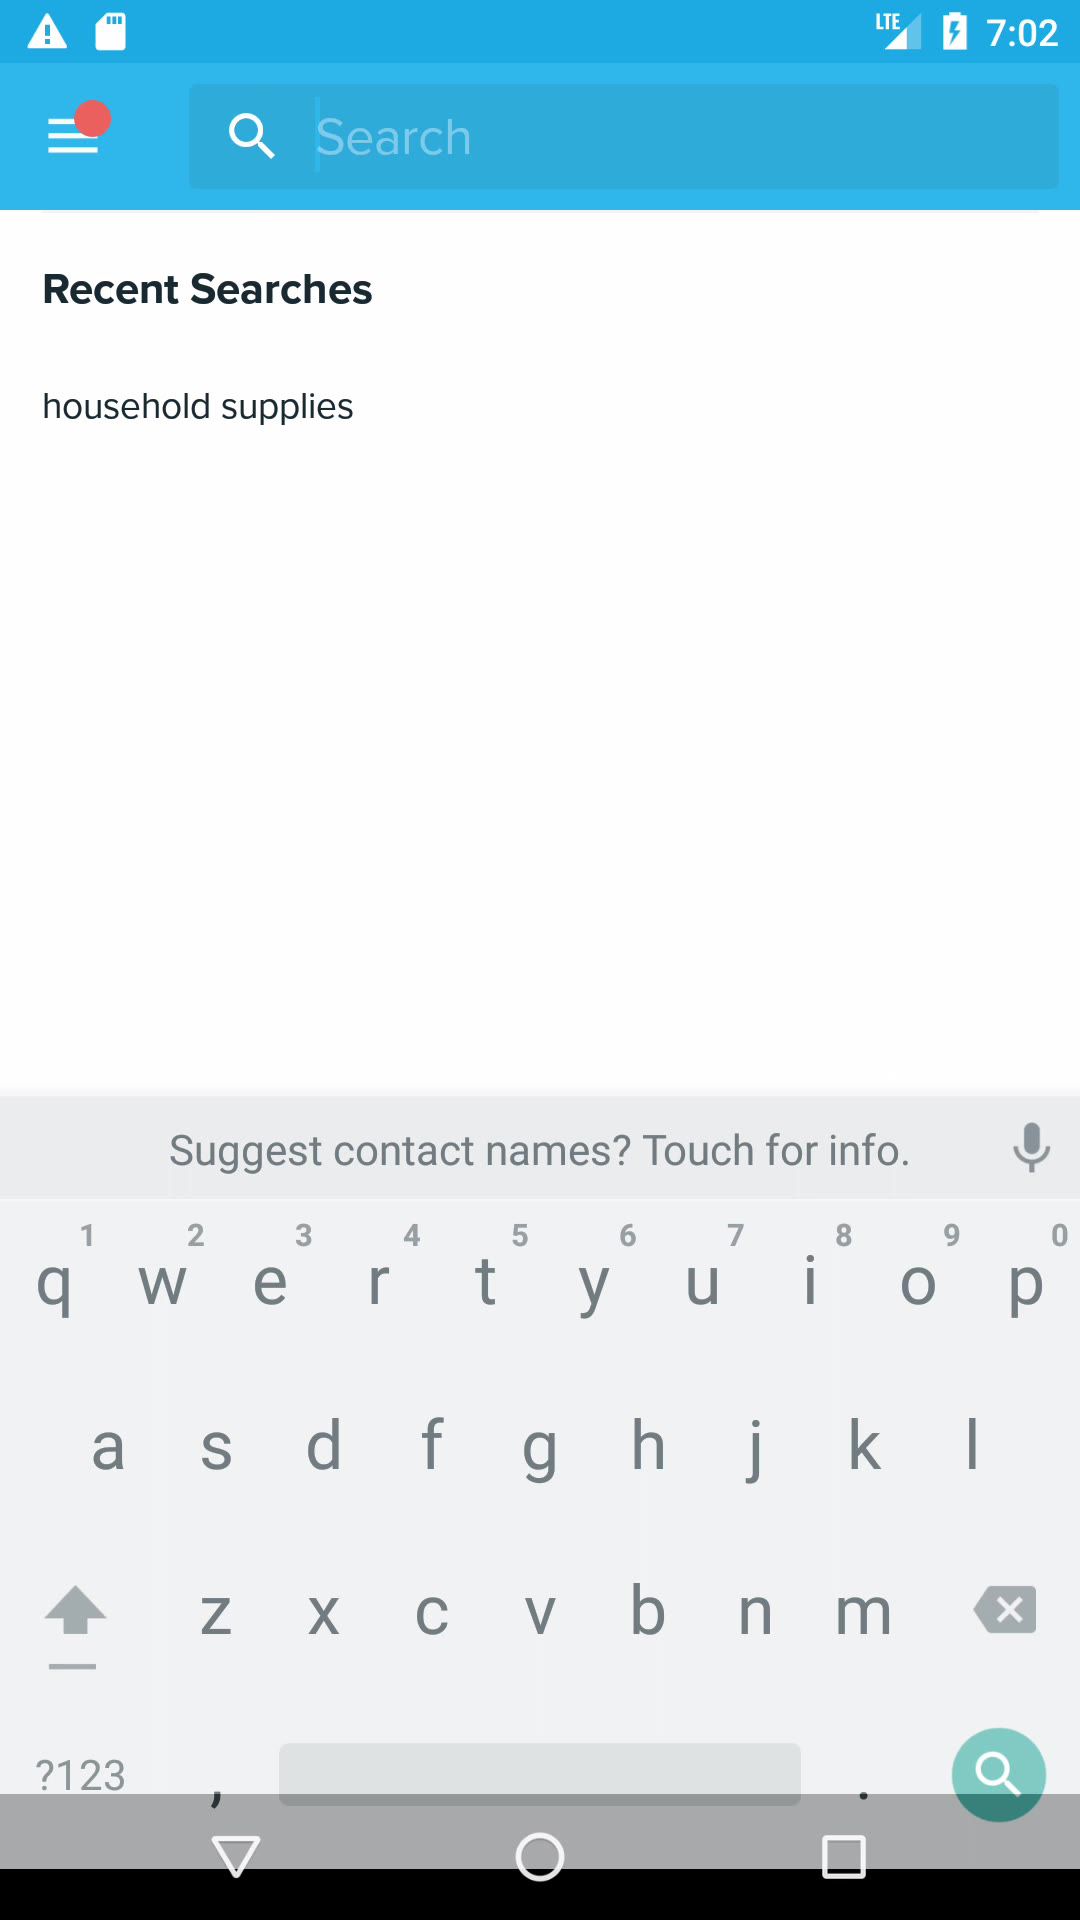 LTE 7:02
Search
Recent Searches
household supplies
Suggest contact names? Touch for info.
1 2 3 4 5 6 7 8 9 0
q w e r t y u i o p
a s d f g h j k l
z x c v b n m
?123 , .